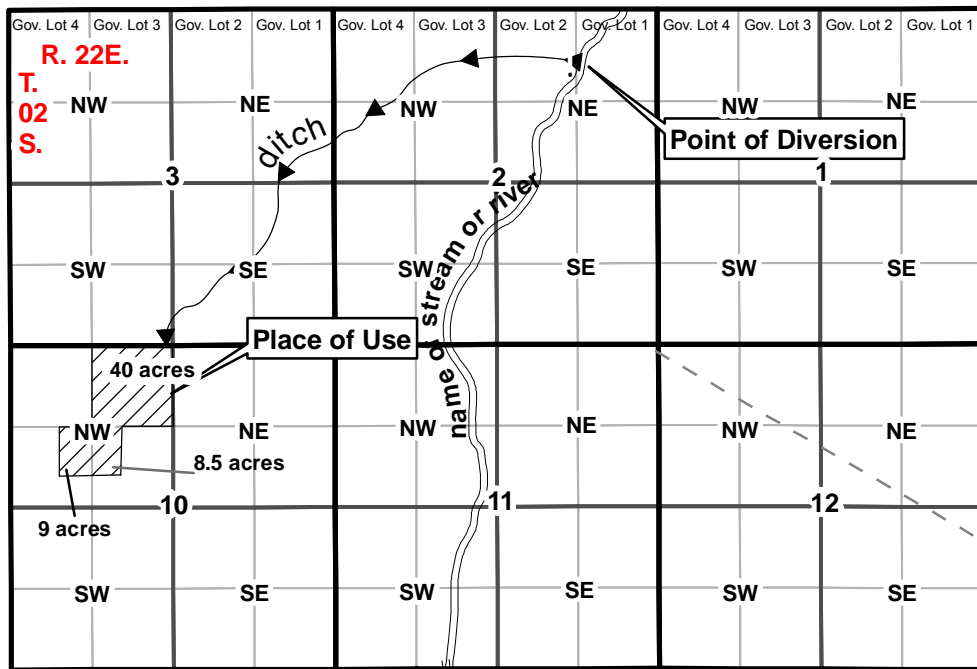 Gov. Lot 4 Gov. Lot 3 Gov. Lot 2 Gov. Lot 1 Gov. Lot 4 Gov. Lot 3 Gov. Lot 2 Gov. Lot 1 Gov. Lot 4 Gov. Lot 3 Gov. Lot 2 Gov. Lot 1
R. 22E.
T.
02
S.
NW NE NW NE NW NE
ditch
Point of Diversion
3 2 1
SW SE SW SE SW SE
name of stream or river
Place of Use
40 acres
NW NE NW NE NW NE
8.5 acres
9 acres
10 11 12
SW SE SW SE SW SE